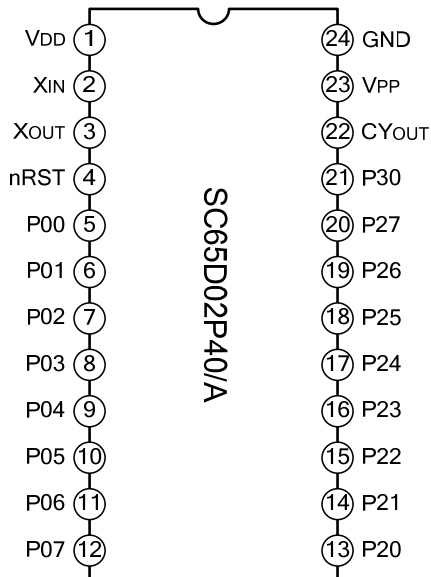 VDD 1 24 GND
XIN 2 23 VPP
XOUT 3 22 CYOUT
nRST 4 21 P30
P00 5 20 P27
P01 6 19 P26
P02 7 18 P25
P03 8 17 P24
P04 9 16 P23
P05 10 15 P22
P06 11 14 P21
P07 12 13 P20
SC65D02P40/A